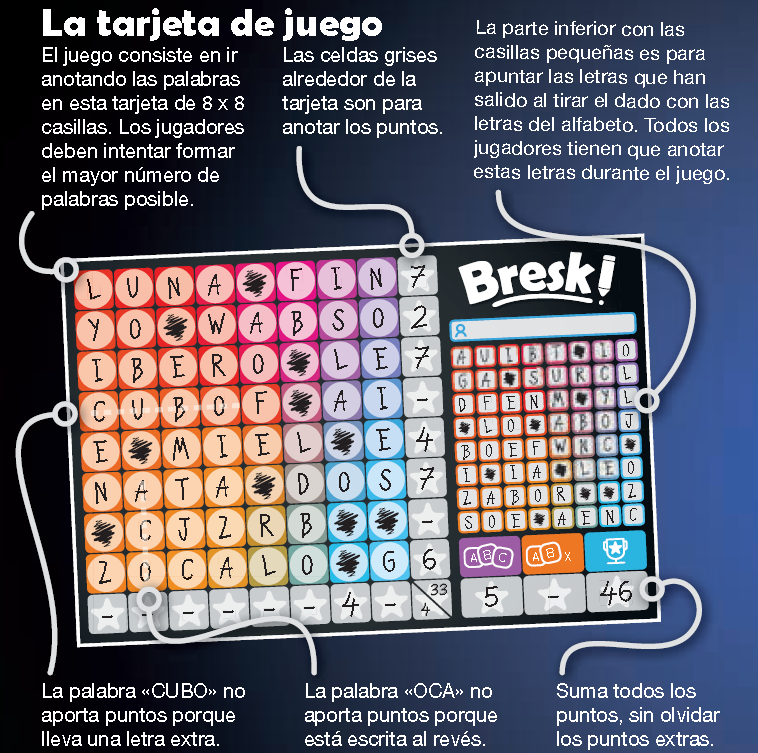 La tarjeta de juego
El juego consiste en ir
anotando las palabras
en esta tarjeta de 8 x 8
casillas. Los jugadores
deben intentar formar
el mayor número de
palabras posible.
Las celdas grises
alrededor de la
tarjeta son para
anotar los puntos.
La parte inferior con las
casillas pequeñas es para
apuntar las letras que han
salido al tirar el dado con las
letras del alfabeto. Todos los
jugadores tienen que anotar
estas letras durante el juego.
L U N A F I N 7
Y O W A B S O 2
I B E R O L E 7
C U B O F A I -
E M I E L E 4
N A T A D O S 7
C J Z R B -
Z O C A L O G 6
- - - - - - 4 - 33 4
Bresk!
A U I B T I O
G A S U R C L
D F E N M Y L
L O A B O J
B O E F W N C
I I A L E O
Z A B O R Z
S O E A E N C
A B C A B x
5 - 46
La palabra «CUBO» no
aporta puntos porque
lleva una letra extra.
La palabra «OCA» no
aporta puntos porque
está escrita al revés.
Suma todos los
puntos, sin olvidar
los puntos extras.